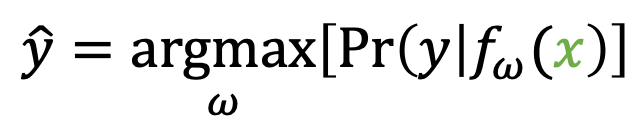 ŷ = argmax[Pr(y|f_ω(x)]
ω